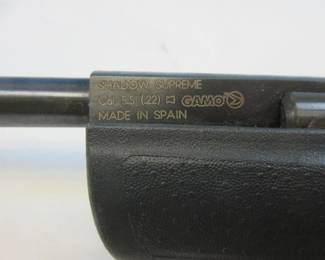 SHADOW SUPREME
Cal 5.5 (.22) GAMO
MADE IN SPAIN